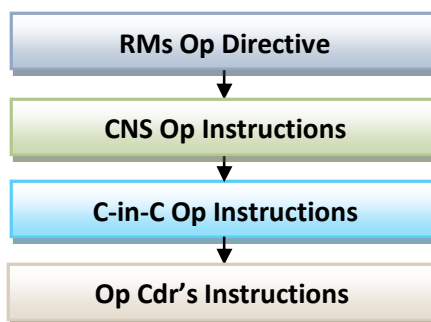 RMs Op Directive
CNS Op Instructions
C-in-C Op Instructions
Op Cdr’s Instructions